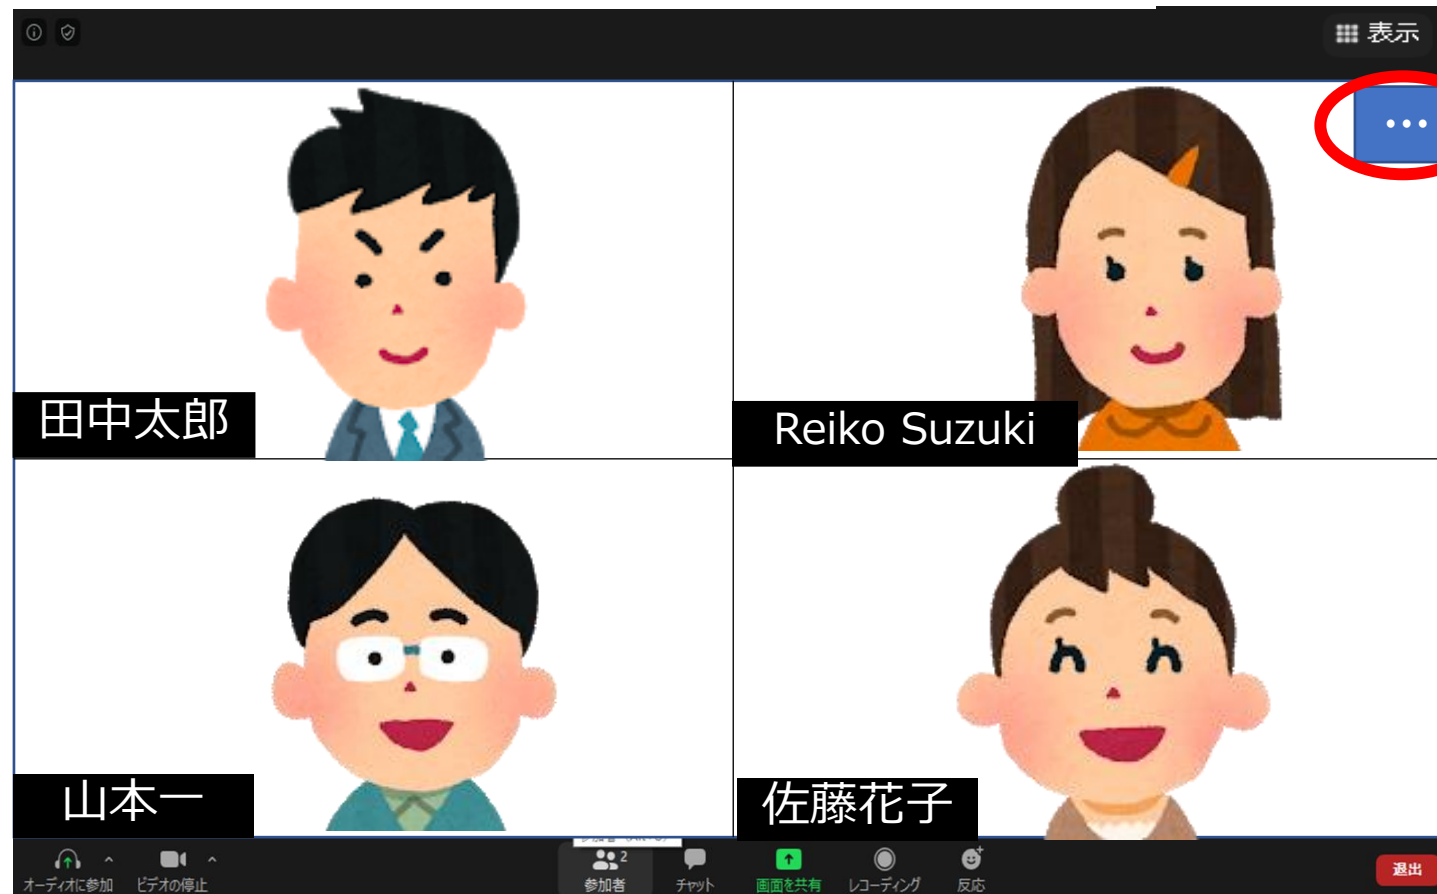 表示
...
田中太郎
Reiko Suzuki
山本一
佐藤花子
2
オーディオに参加
ビデオの停止
参加者
チャット
画面を共有
レコーディング
反応
退出